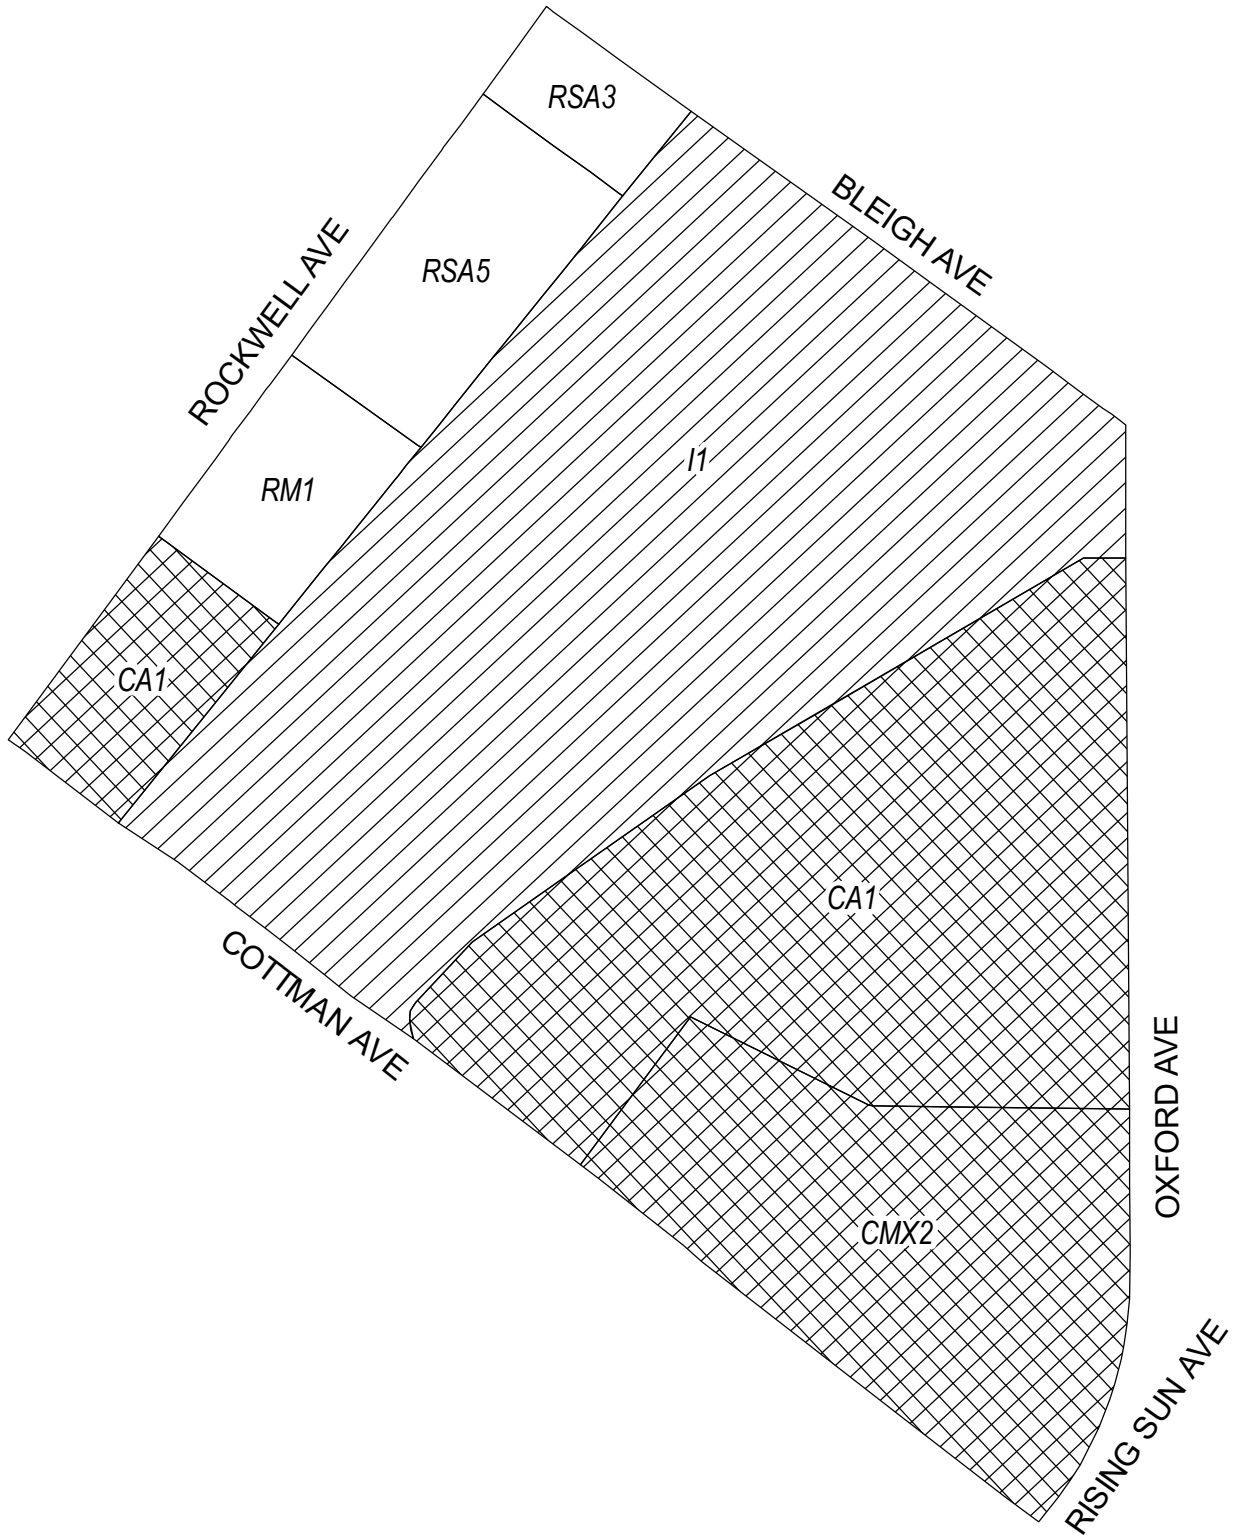 RSA3
BLEIGH AVE
RSA5
ROCKWELL AVE
I1
RM1
CA1
CA1
COTTMAN AVE
OXFORD AVE
CMX2
RISING SUN AVE